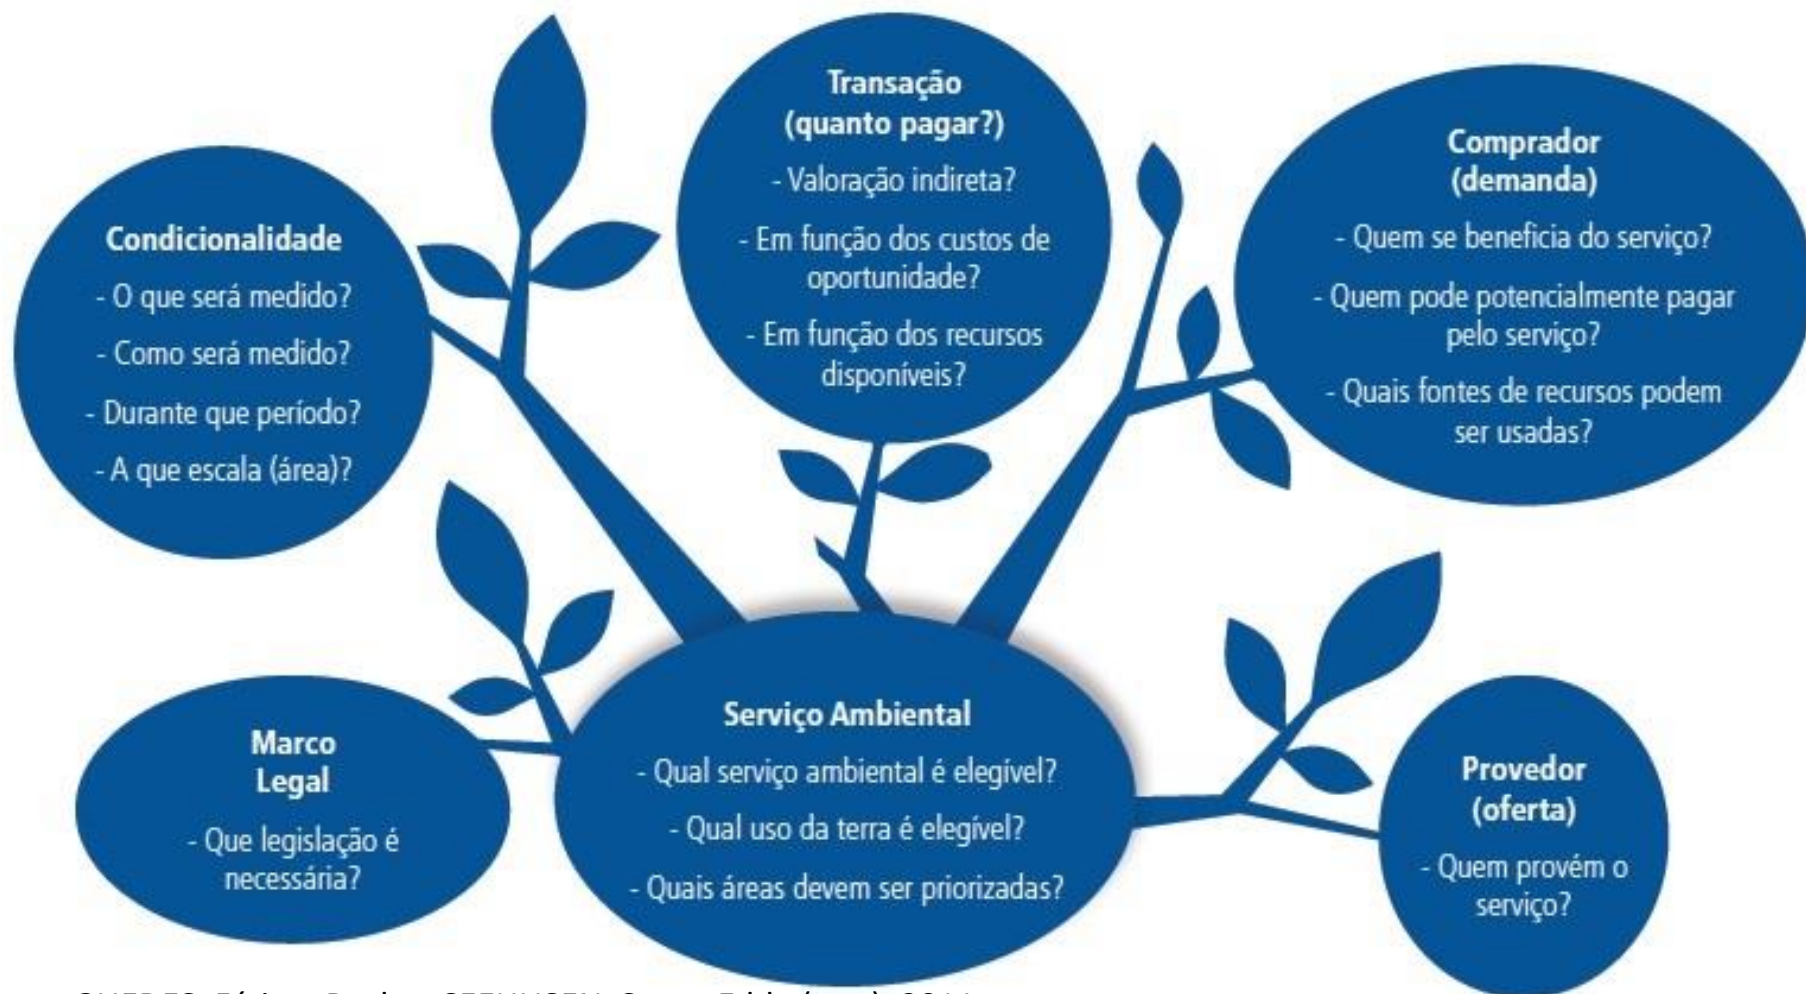 Transação
(quanto pagar?)
- Valoração indireta?
- Em função dos custos de
oportunidade?
- Em função dos recursos
disponíveis?
Comprador
(demanda)
- Quem se beneficia do serviço?
- Quem pode potencialmente pagar
pelo serviço?
- Quais fontes de recursos podem
ser usadas?
Condicionalidade
- O que será medido?
- Como será medido?
- Durante que período?
- A que escala (área)?
Marco
Legal
- Que legislação é
necessária?
Serviço Ambiental
- Qual serviço ambiental é elegível?
- Qual uso da terra é elegível?
- Quais áreas devem ser priorizadas?
Provedor
(oferta)
- Quem provém o
serviço?